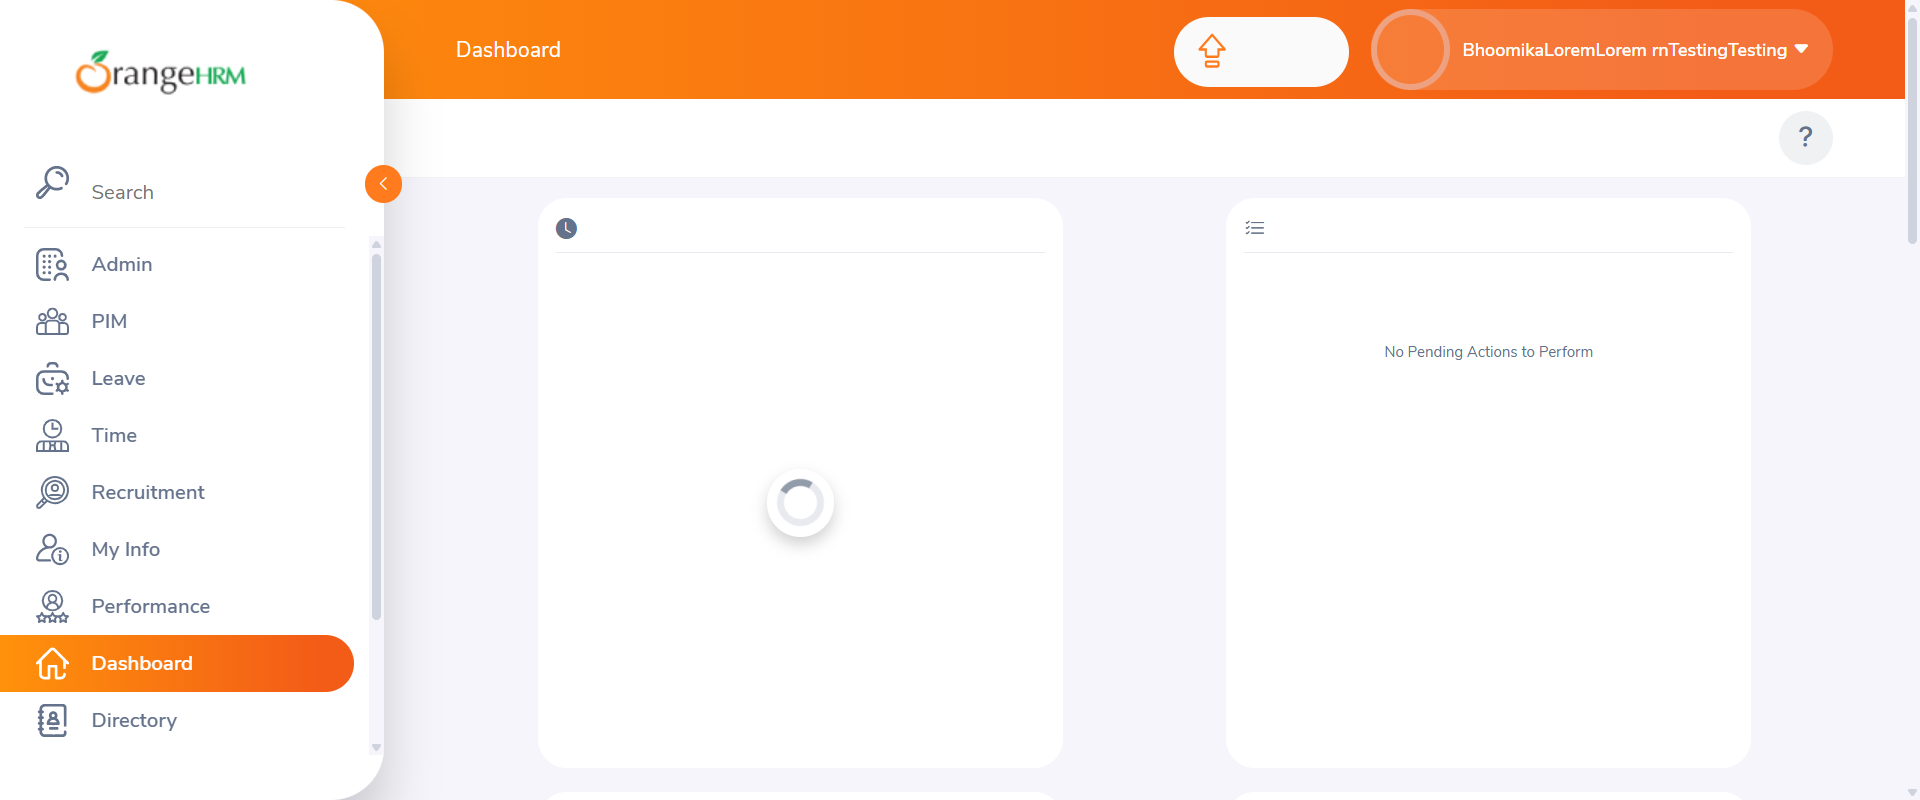 OrangeHRM
Dashboard
BhoomikaLoremLorem rnTestingTesting
?
Search
Admin
PIM
Leave
Time
Recruitment
My Info
Performance
Dashboard
Directory
No Pending Actions to Perform